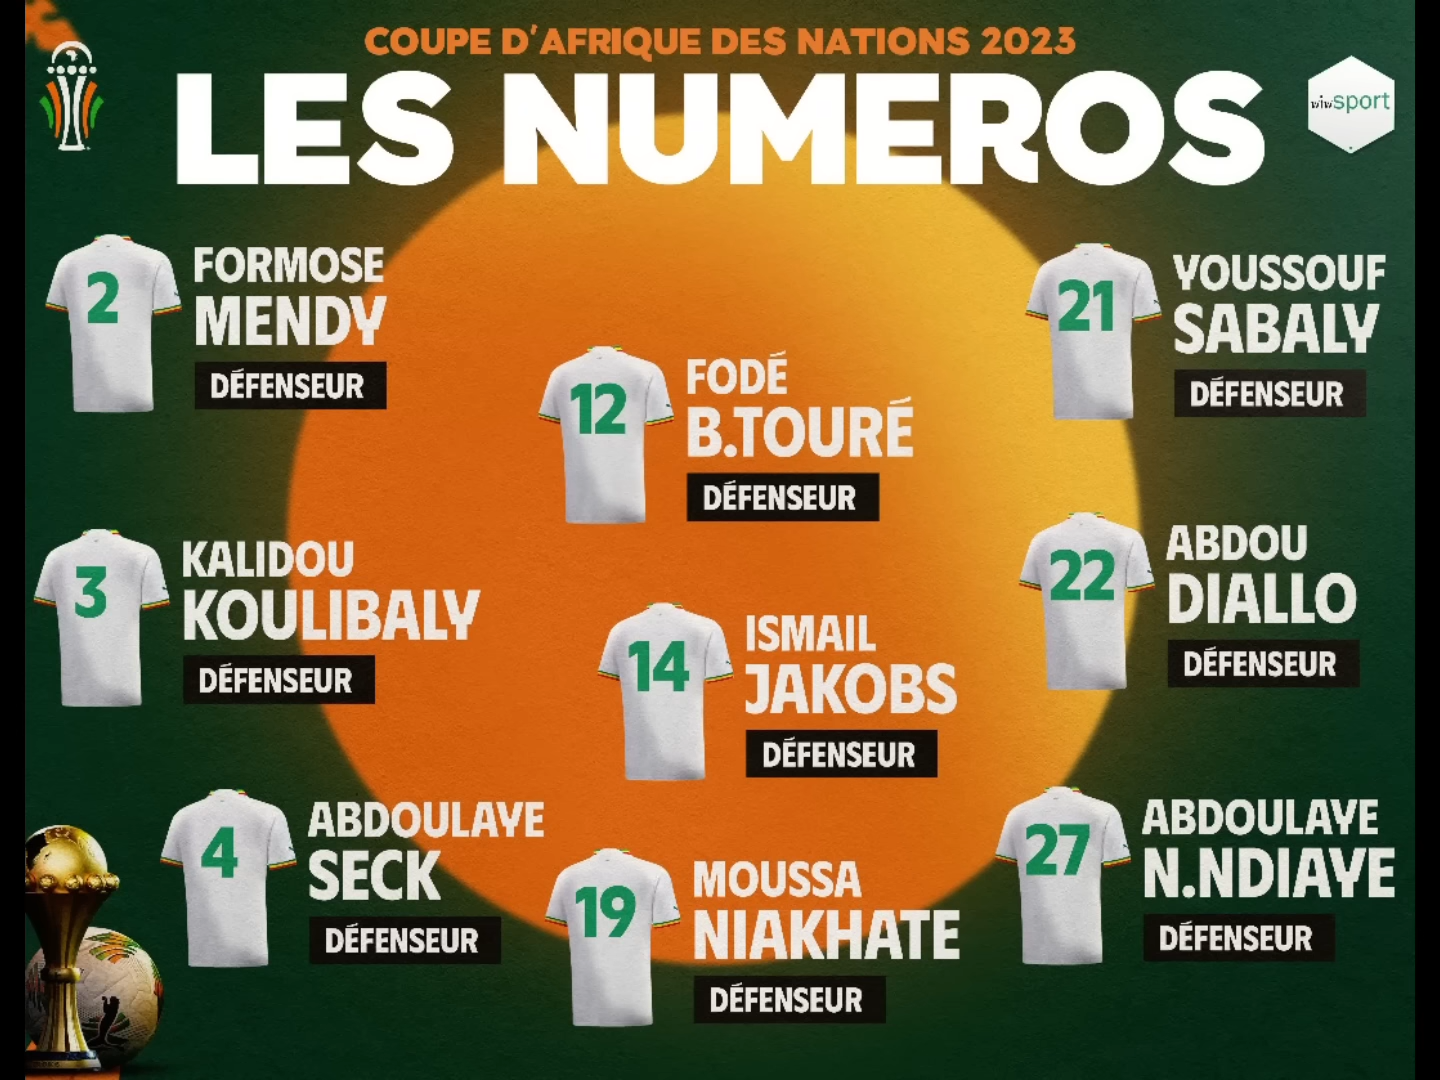 COUPE D'AFRIQUE DES NATIONS 2023
LES NUMEROS
wiwsport
2
FORMOSE
MENDY
DÉFENSEUR
3
KALIDOU
KOULIBALY
DÉFENSEUR
4
ABDOULAYE
SECK
DÉFENSEUR
12
FODÉ
B.TOURÉ
DÉFENSEUR
14
ISMAIL
JAKOBS
DÉFENSEUR
19
MOUSSA
NIAKHATE
DÉFENSEUR
21
YOUSSOUF
SABALY
DÉFENSEUR
22
ABDOU
DIALLO
DÉFENSEUR
27
ABDOULAYE
N.NDIAYE
DÉFENSEUR